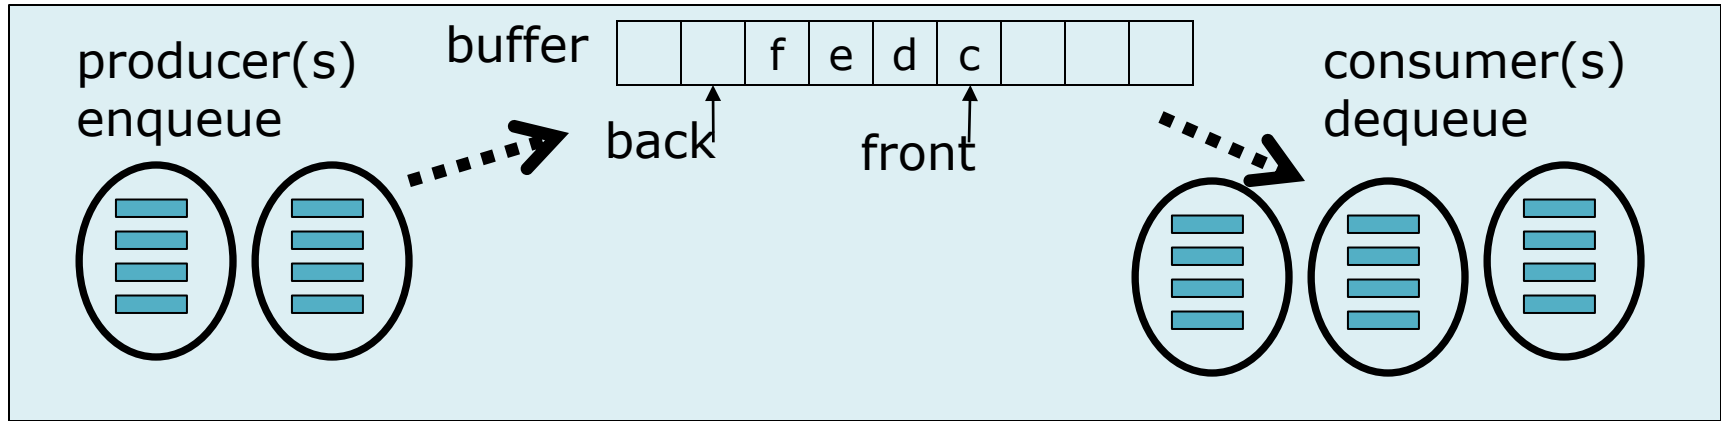 producer(s)
enqueue
buffer
f e d c
back
front
consumer(s)
dequeue